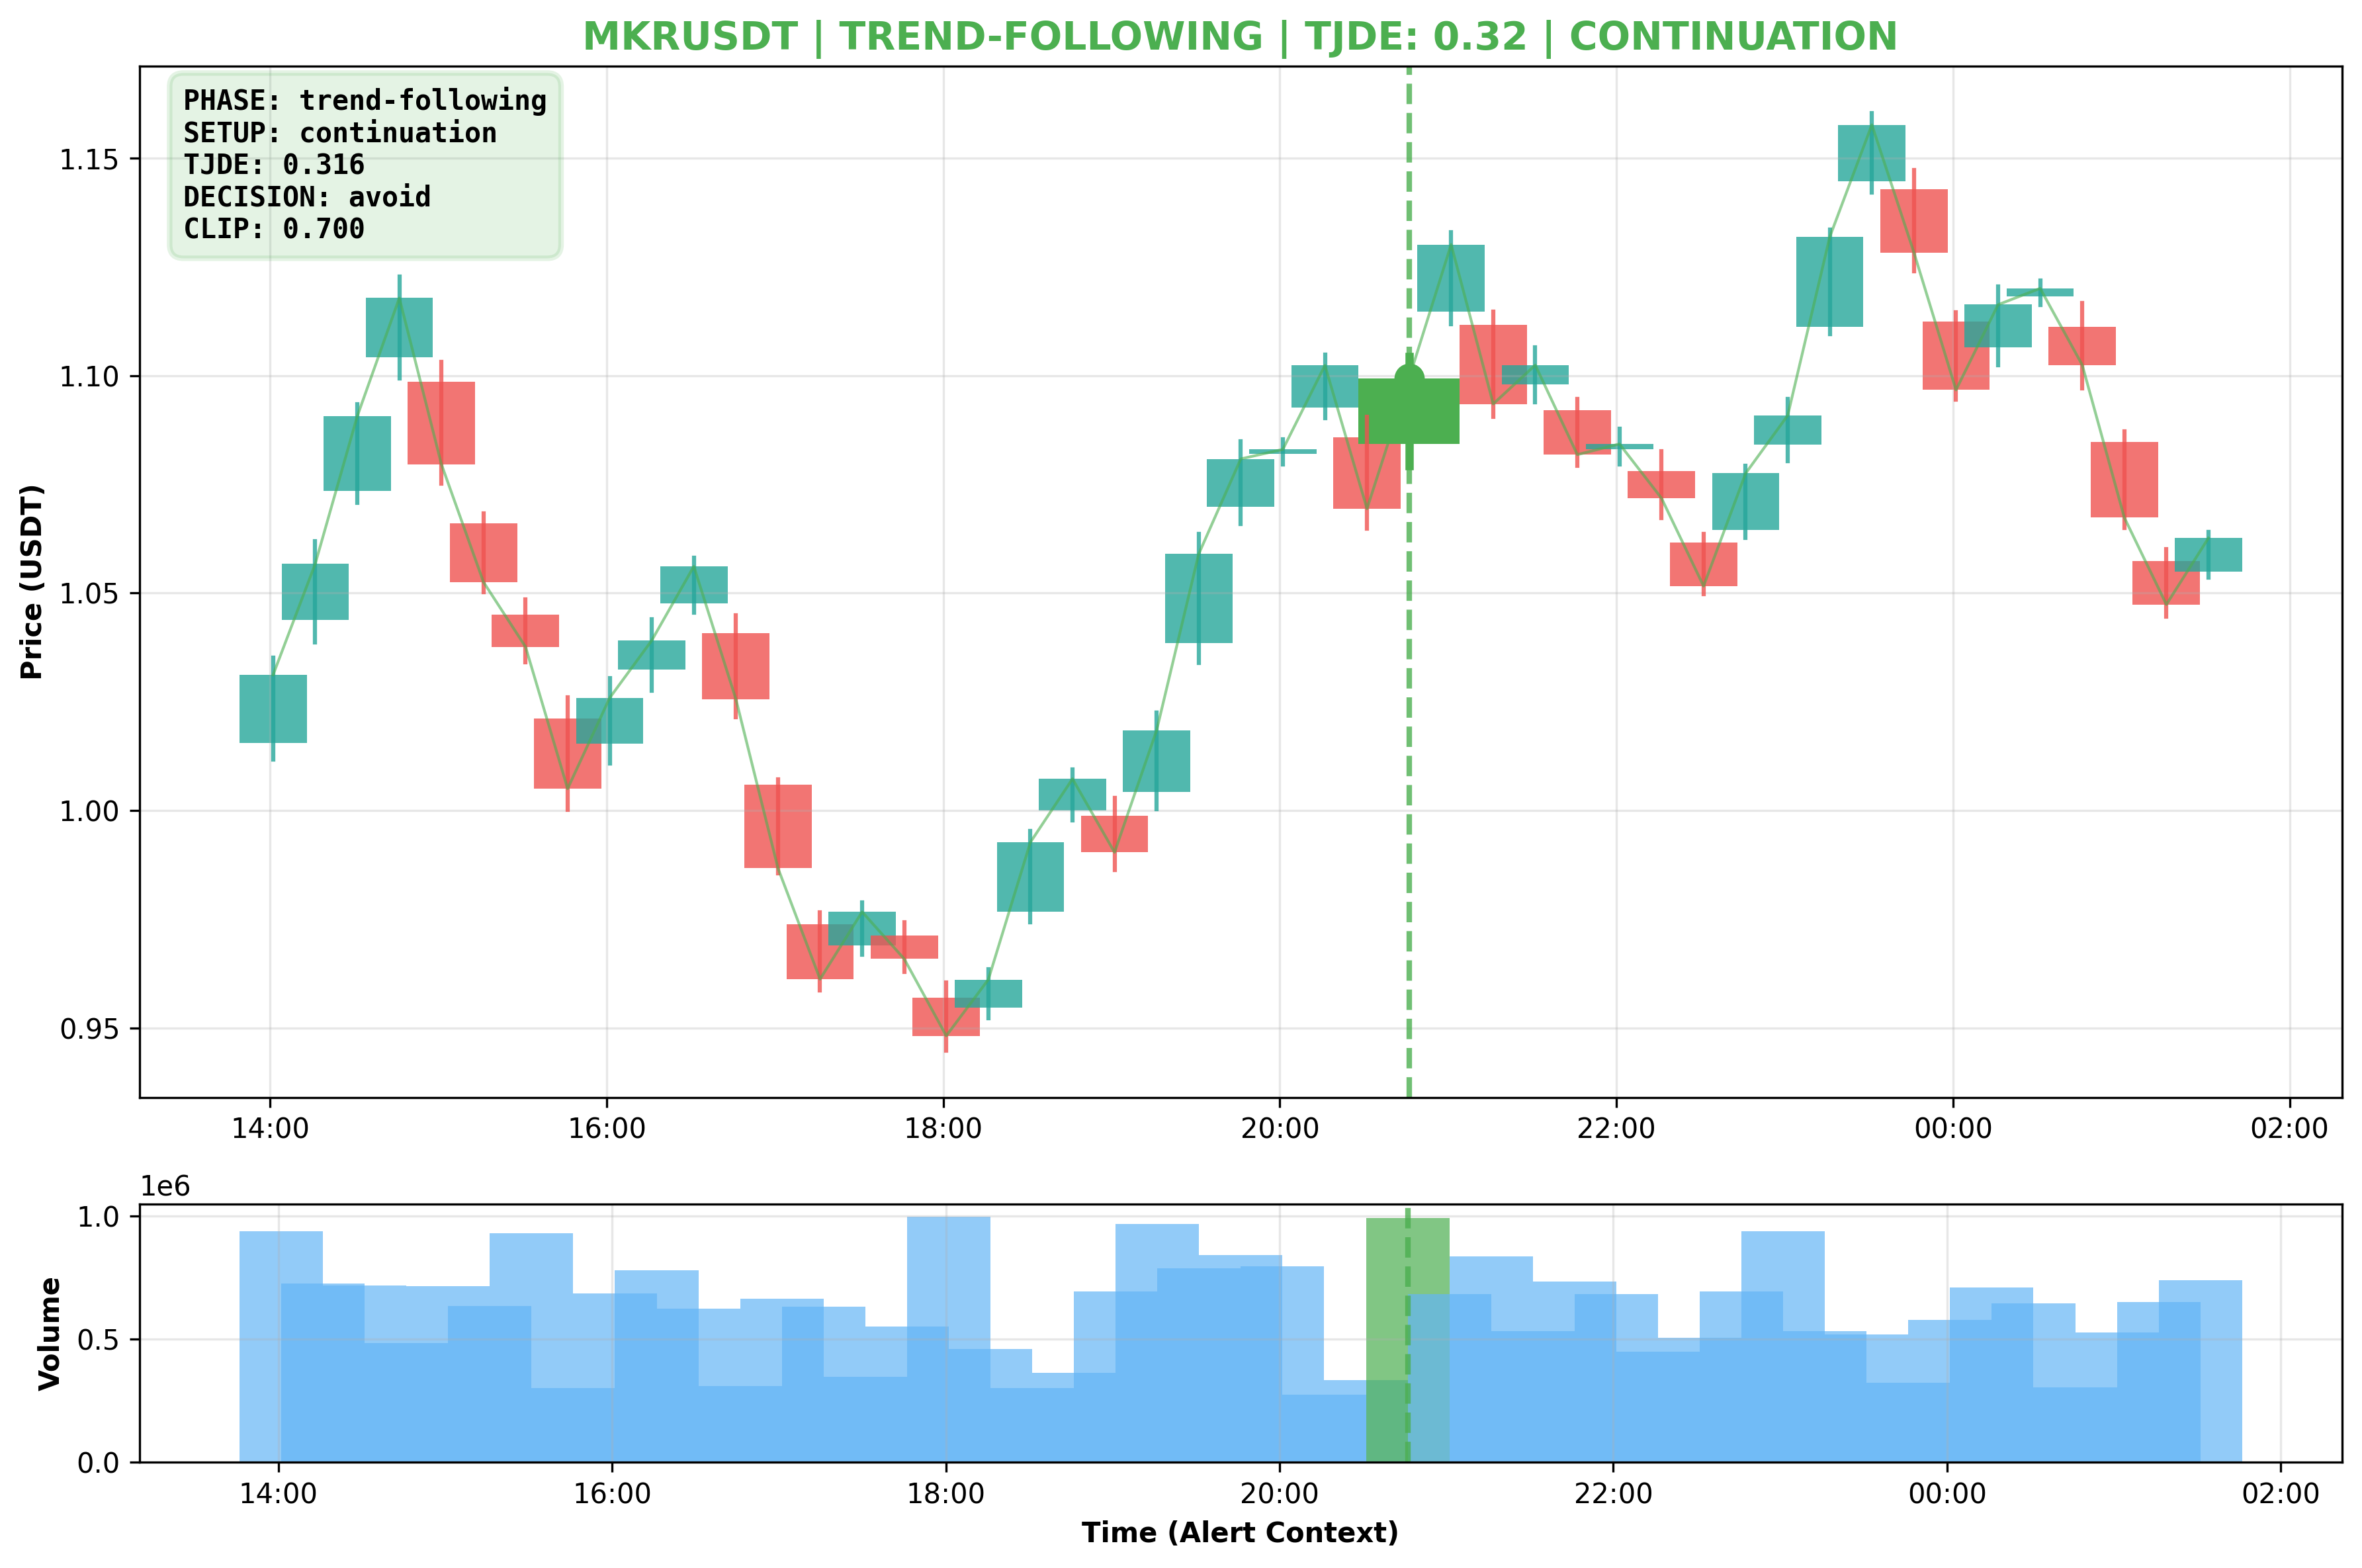 MKRUSDT | TREND-FOLLOWING | TJDE: 0.32 | CONTINUATION
PHASE: trend-following
SETUP: continuation
TJDE: 0.316
DECISION: avoid
CLIP: 0.700
Price (USDT)
1.15
1.10
1.05
1.00
0.95
14:00 16:00 18:00 20:00 22:00 00:00 02:00
1e6
Volume
1.0
0.5
0.0
14:00 16:00 18:00 20:00 22:00 00:00 02:00
Time (Alert Context)